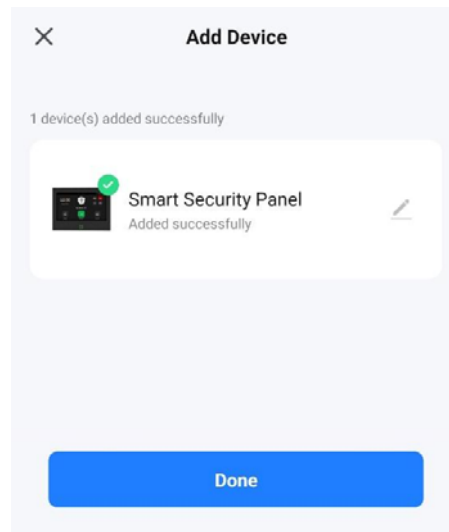 Add Device
1 device(s) added successfully
Smart Security Panel
Added successfully
Done